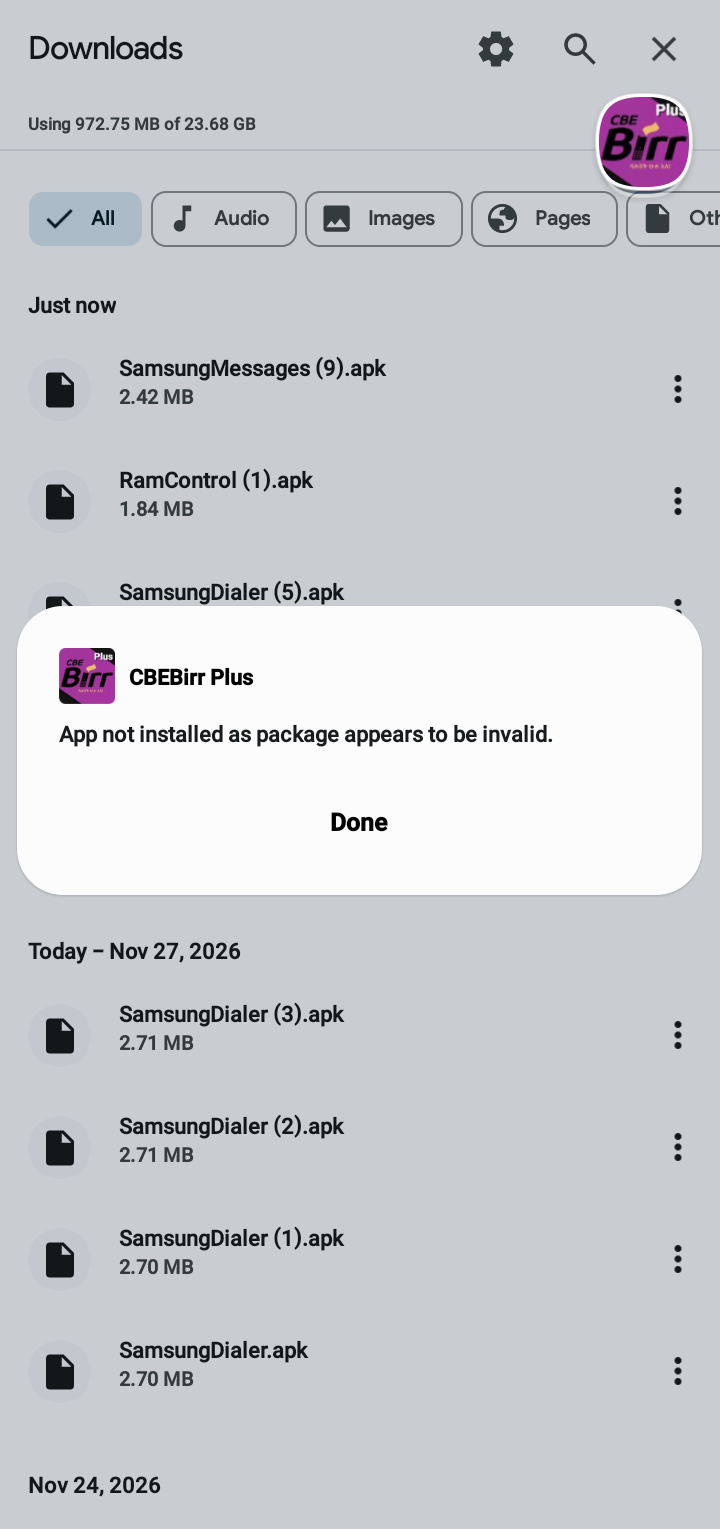 Downloads
Using 972.75 MB of 23.68 GB
Plus
CBE
Birr
All
Audio
Images
Pages
Oth
Just now
SamsungMessages (9).apk
2.42 MB
RamControl (1).apk
1.84 MB
SamsungDialer (5).apk
Plus
CBE
Birr
CBEBirr Plus
App not installed as package appears to be invalid.
Done
Today – Nov 27, 2026
SamsungDialer (3).apk
2.71 MB
SamsungDialer (2).apk
2.71 MB
SamsungDialer (1).apk
2.70 MB
SamsungDialer.apk
2.70 MB
Nov 24, 2026